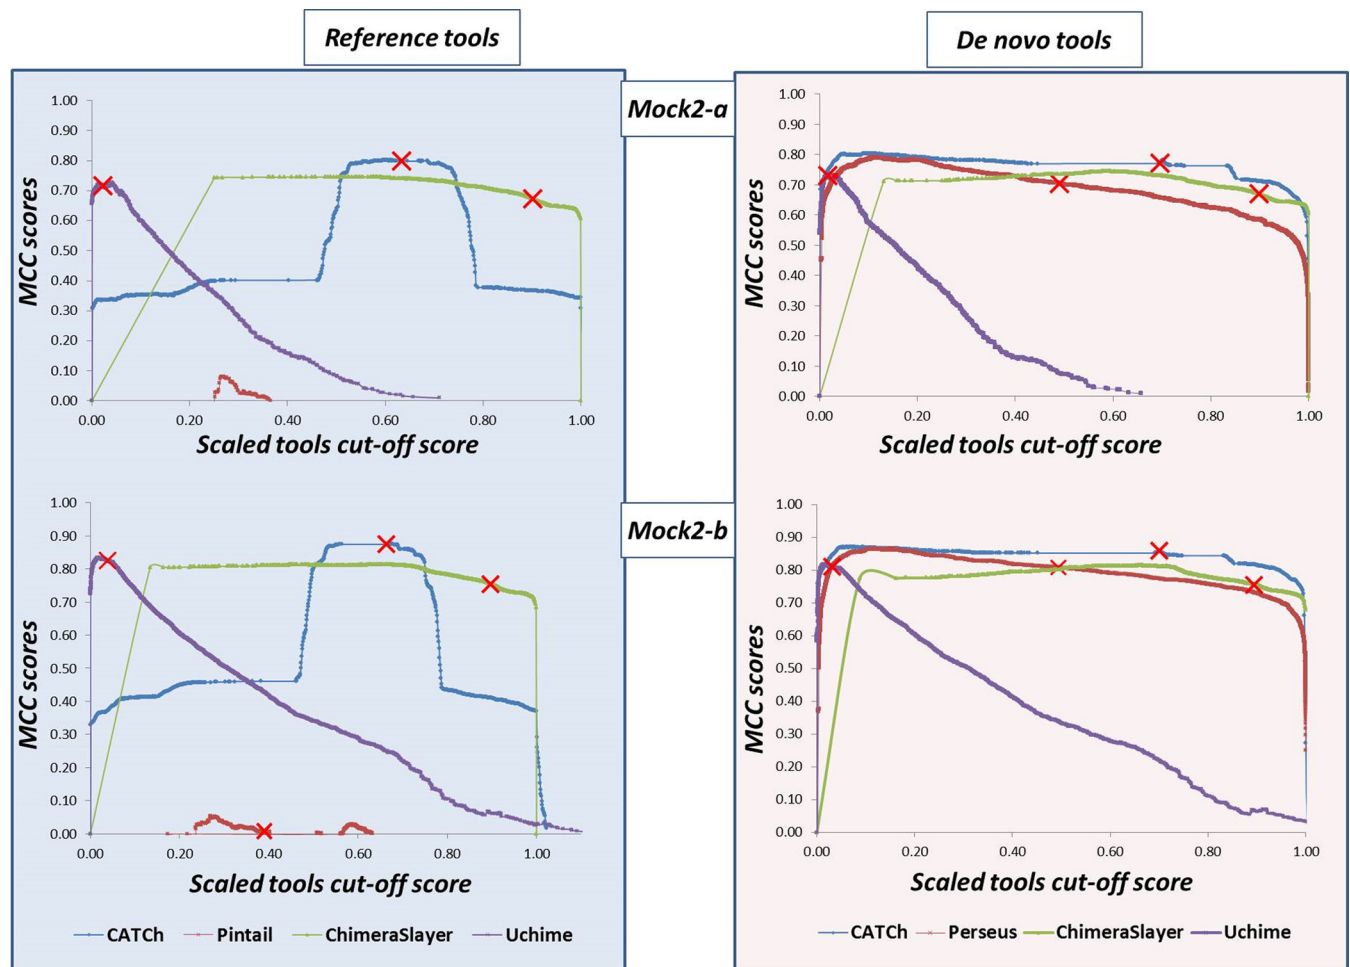 Reference tools
De novo tools
Mock2-a
1.00
0.90
0.80
0.70
0.60
0.50
0.40
0.30
0.20
0.10
0.00
MCC scores
0.00 0.20 0.40 0.60 0.80 1.00
Scaled tools cut-off score
1.00
0.90
0.80
0.70
0.60
0.50
0.40
0.30
0.20
0.10
0.00
MCC scores
0.00 0.20 0.40 0.60 0.80 1.00
Scaled tools cut-off score
Mock2-b
1.00
0.90
0.80
0.70
0.60
0.50
0.40
0.30
0.20
0.10
0.00
MCC scores
0.00 0.20 0.40 0.60 0.80 1.00
Scaled tools cut-off score
CATCh Pintail ChimeraSlayer Uchime
1.00
0.90
0.80
0.70
0.60
0.50
0.40
0.30
0.20
0.10
0.00
MCC scores
0.00 0.20 0.40 0.60 0.80 1.00
Scaled tools cut-off score
CATCh Perseus ChimeraSlayer Uchime